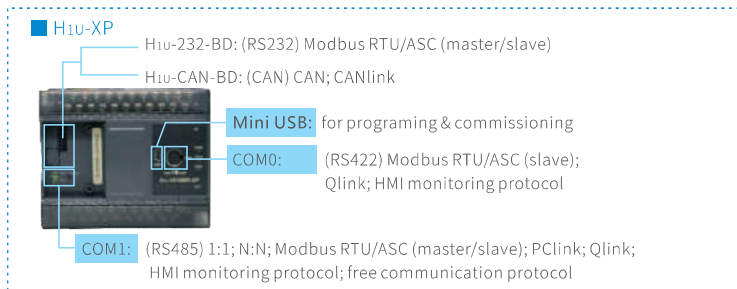 H1U-XP
H1U-232-BD: (RS232) Modbus RTU/ASC (master/slave)
H1U-CAN-BD: (CAN) CAN; CANlink
Mini USB: for programing & commissioning
COM0: (RS422) Modbus RTU/ASC (slave);
Qlink; HMI monitoring protocol
COM1: (RS485) 1:1; N:N; Modbus RTU/ASC (master/slave); PClink; Qlink;
HMI monitoring protocol; free communication protocol